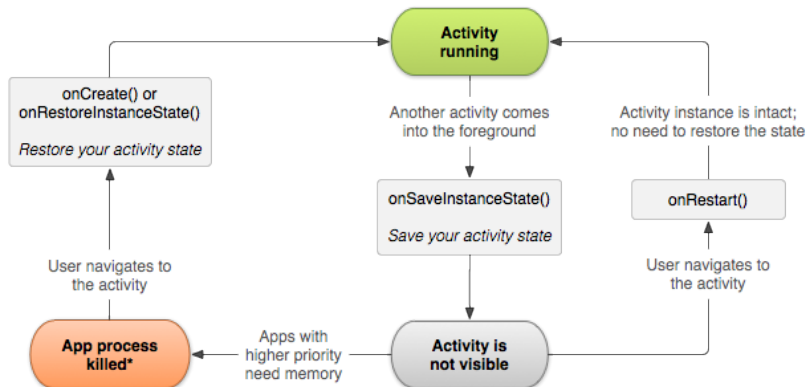 Activity
running
onCreate() or
onRestoreInstanceState()
Restore your activity state
Another activity comes
into the foreground
Activity instance is intact;
no need to restore the state
onSaveInstanceState()
Save your activity state
onRestart()
User navigates to
the activity
User navigates to
the activity
App process
killed*
Apps with
higher priority
need memory
Activity is
not visible